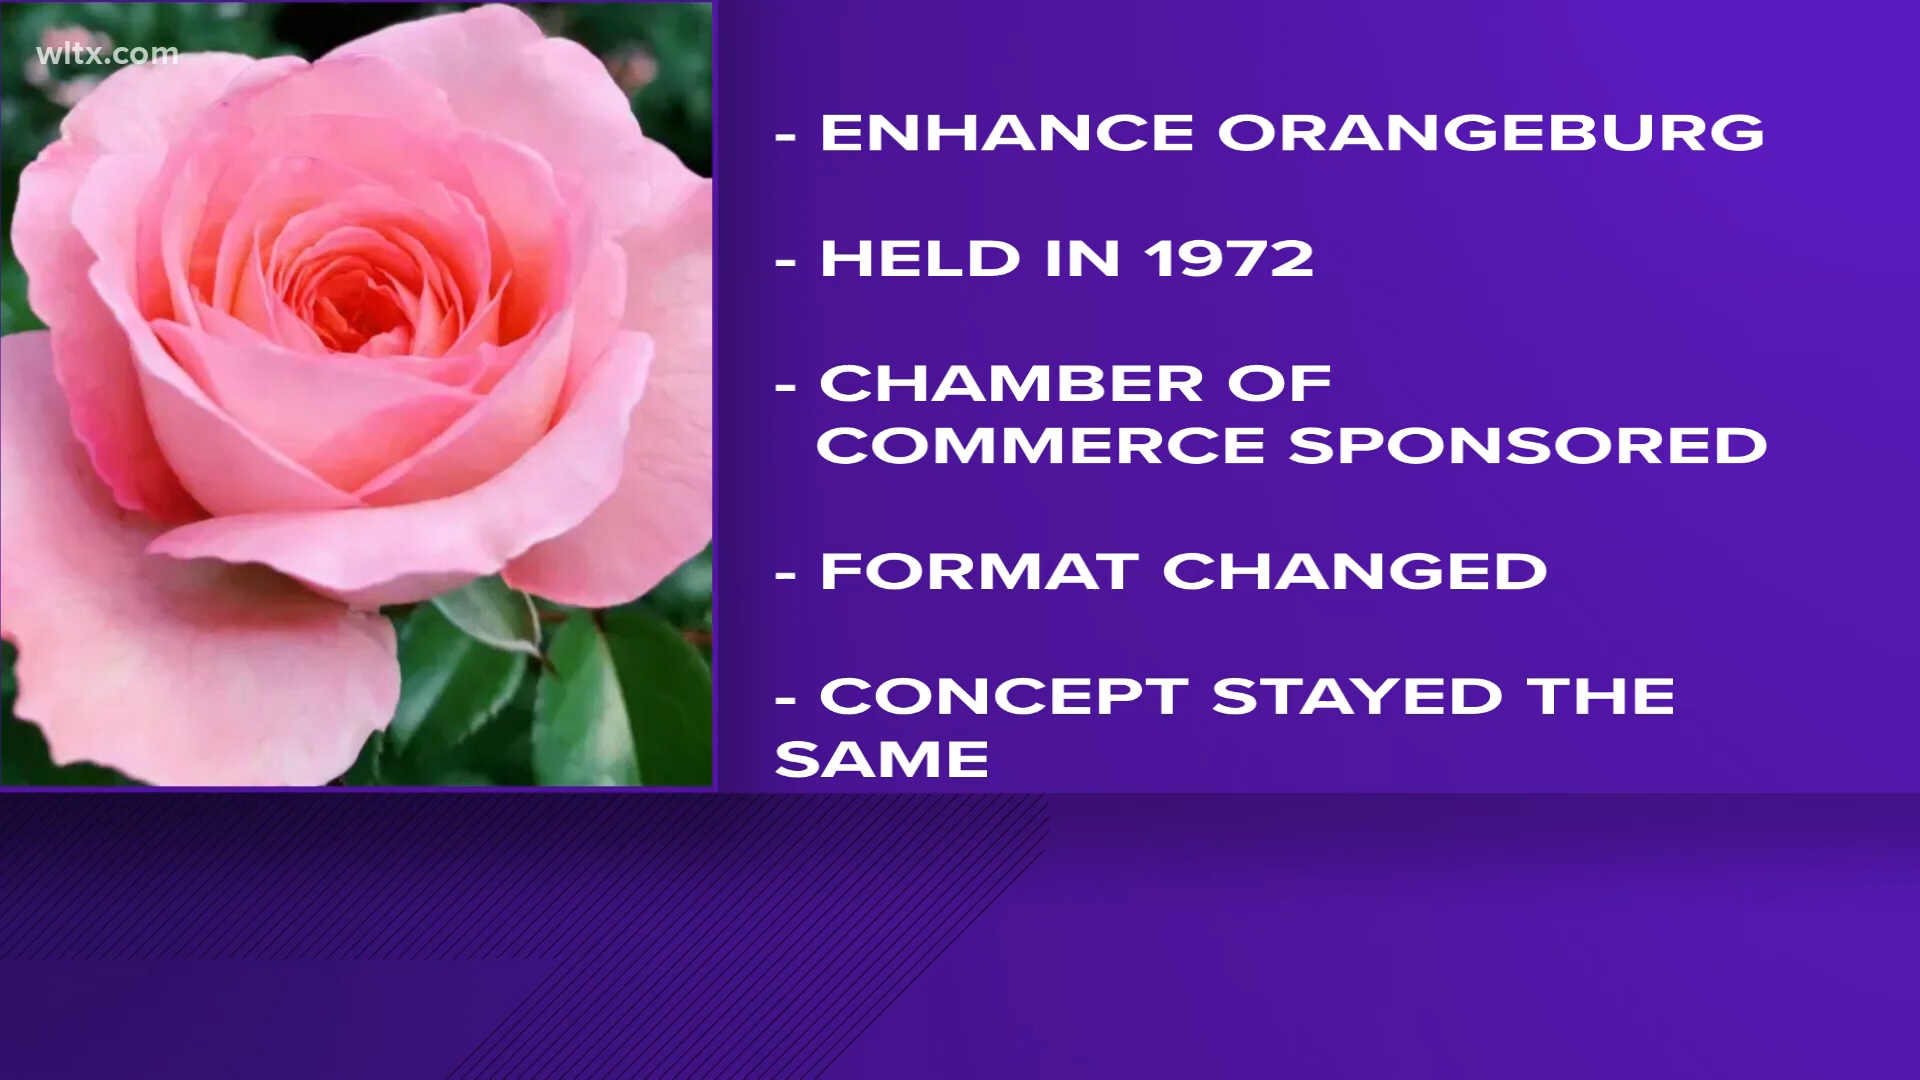 wltx.com
- ENHANCE ORANGEBURG
- HELD IN 1972
- CHAMBER OF
COMMERCE SPONSORED
- FORMAT CHANGED
- CONCEPT STAYED THE
SAME